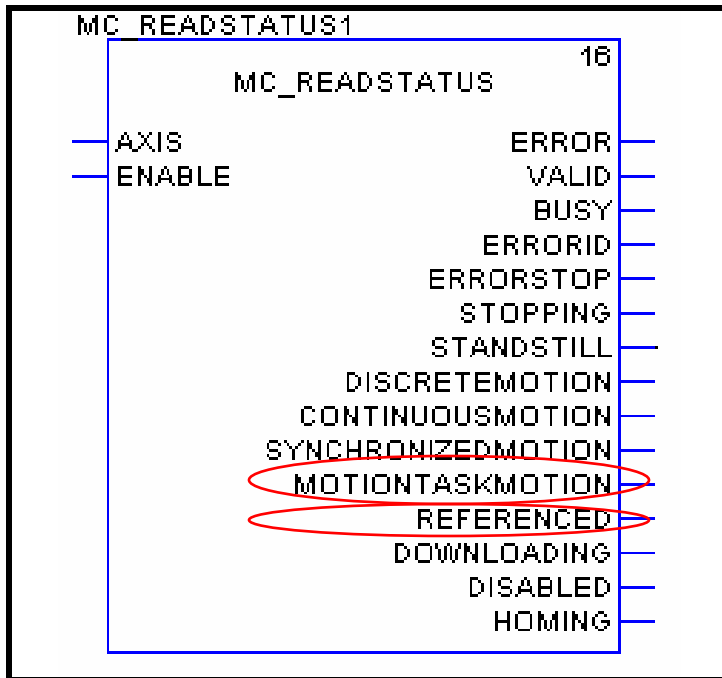 MC_READSTATUS1
16
MC_READSTATUS
AXIS ERROR
ENABLE VALID
BUSY
ERRORID
ERRORSTOP
STOPPING
STANDSTILL
DISCRETEMOTION
CONTINUOUSMOTION
SYNCHRONIZEDMOTION
MOTIONTASKMOTION
REFERENCED
DOWNLOADING
DISABLED
HOMING